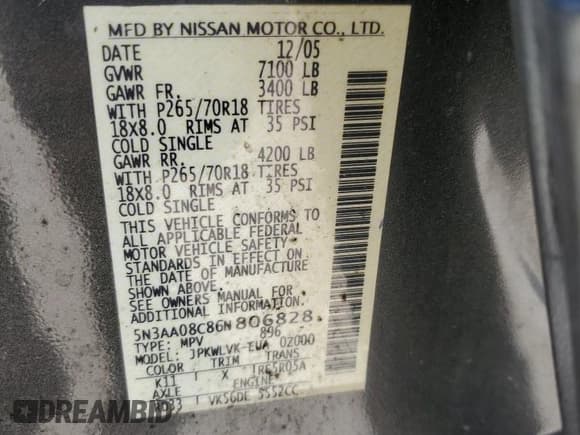 MFD BY NISSAN MOTOR CO., LTD.
DATE 12/05
GVWR 7100 LB
GAWR FR. 3400 LB
WITH P265/70R18 TIRES
18X8.0 RIMS AT 35 PSI
COLD SINGLE
GAWR RR. 4200 LB
WITH P265/70R18 TIRES
18X8.0 RIMS AT 35 PSI
COLD SINGLE
THIS VEHICLE CONFORMS TO
ALL APPLICABLE FEDERAL
MOTOR VEHICLE SAFETY
STANDARDS IN EFFECT ON
THE DATE OF MANUFACTURE
SHOWN ABOVE.
SEE OWNERS MANUAL FOR
ADDITIONAL INFORMATION.
5N3AA08C86N806828
TYPE: MPV 896
MODEL: JPKWLVK-EUA 02000
COLOR TRIM TRANS
K11 X TRE5R05A
AXLE ENGINE
VK56DE 5552CC
DREAMBID